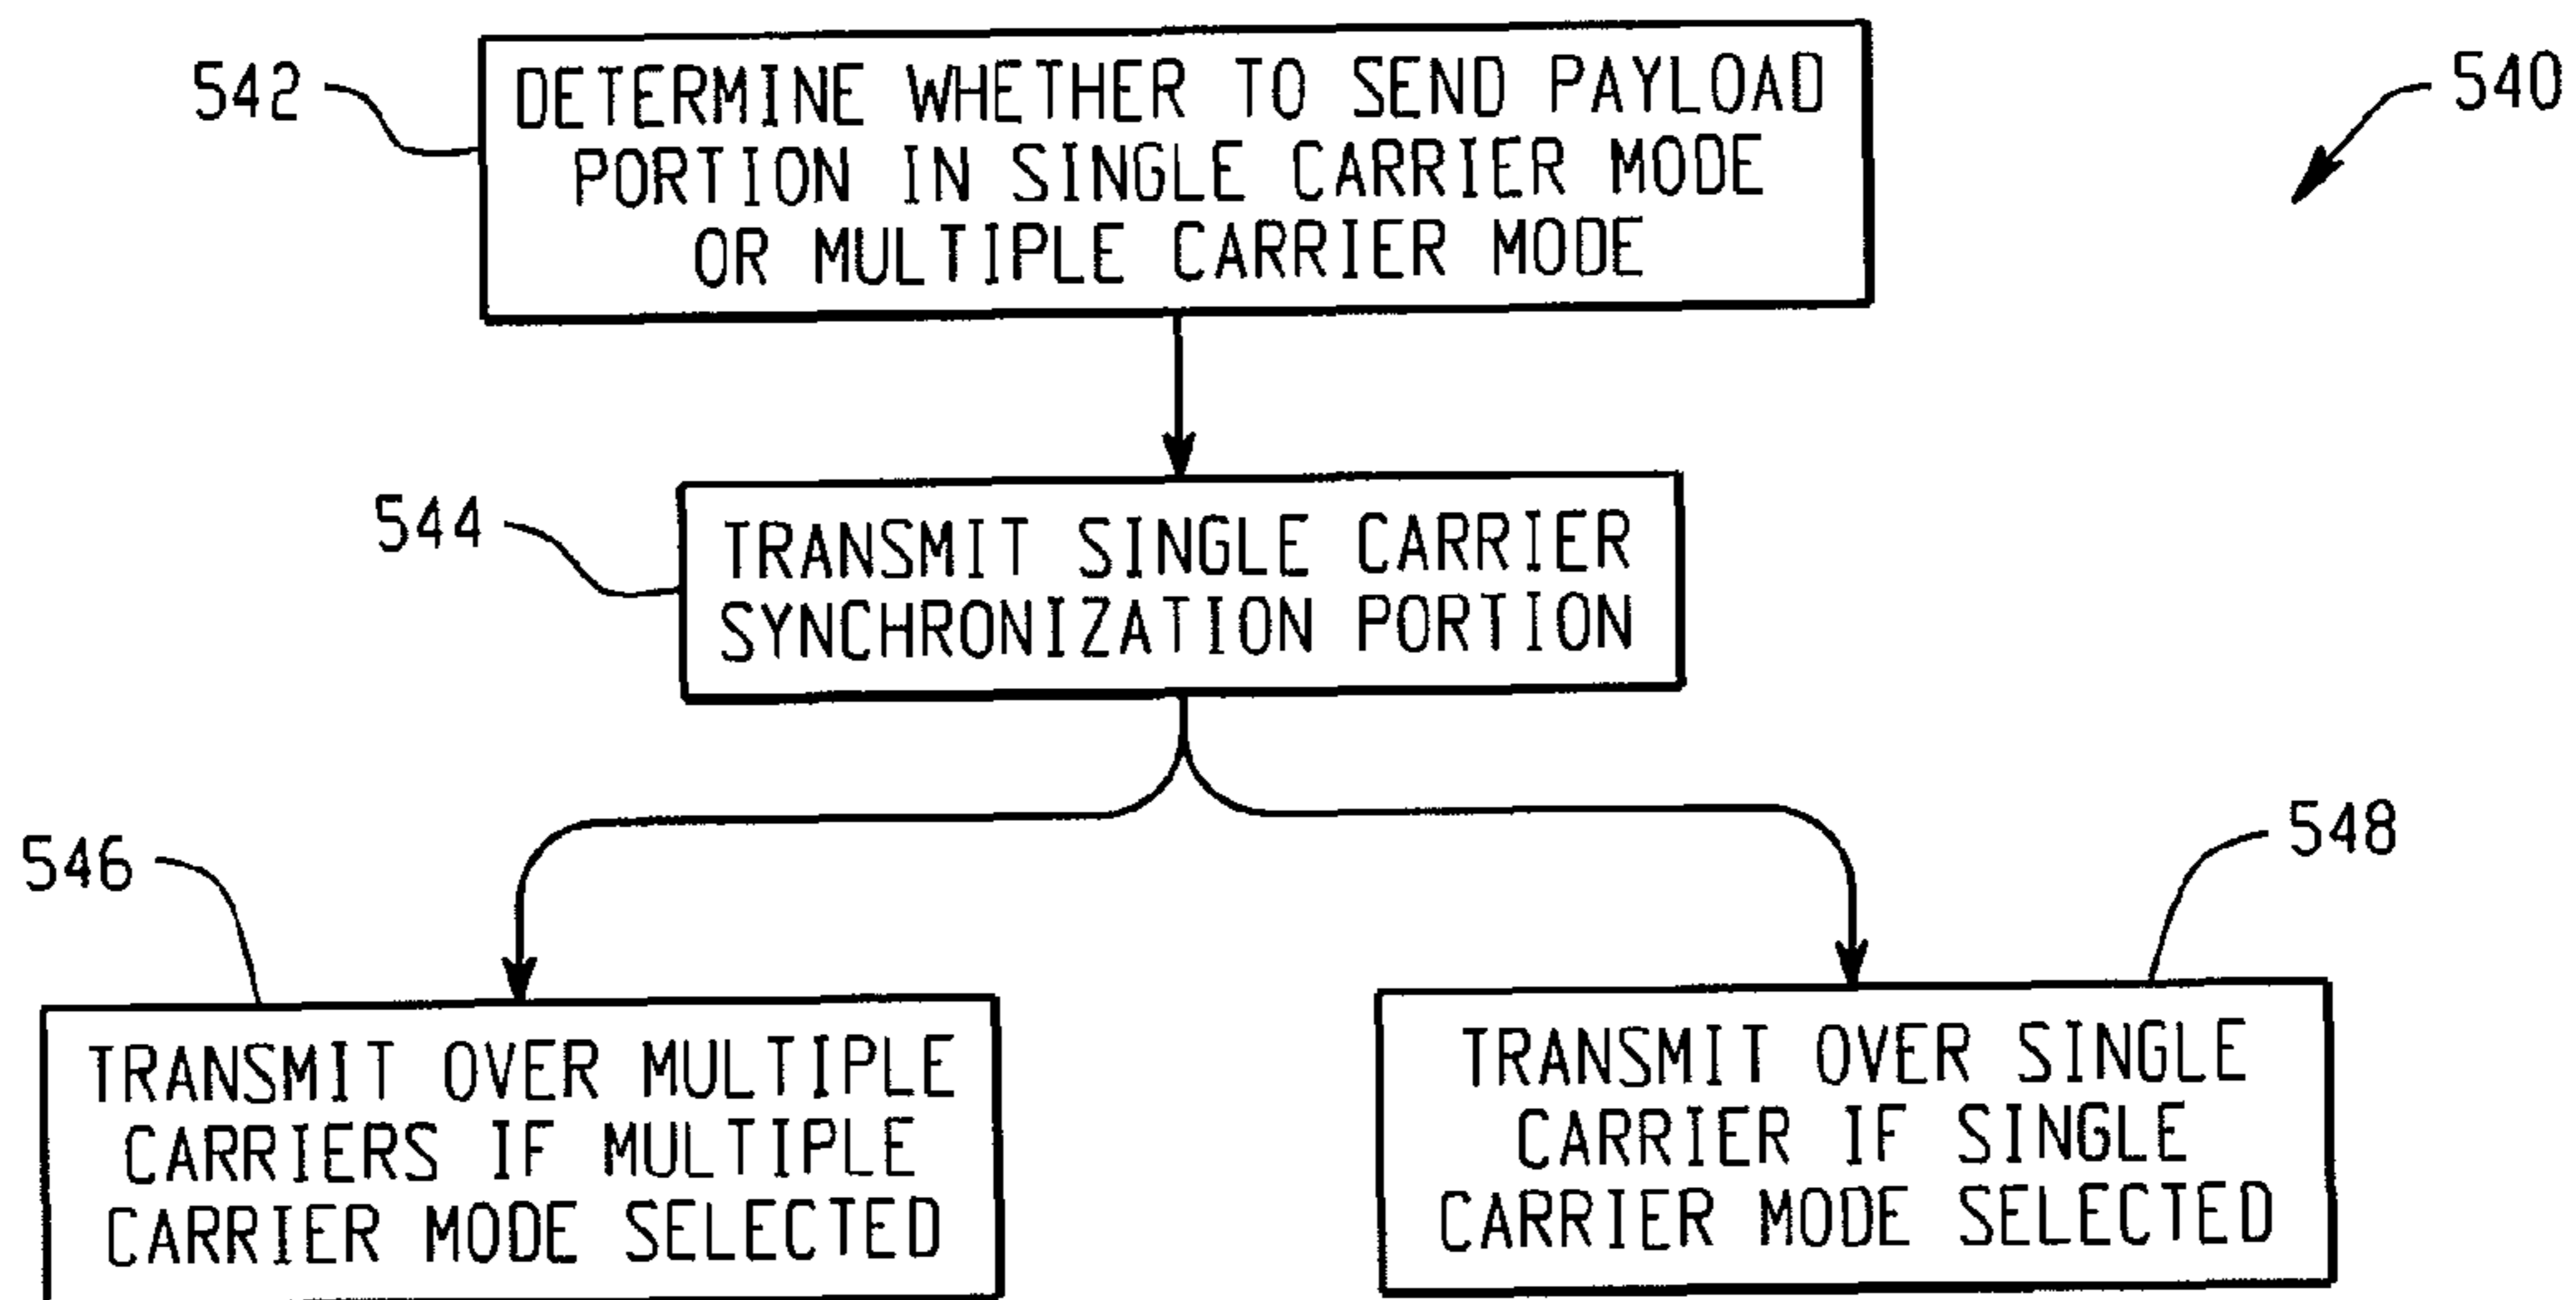 542
DETERMINE WHETHER TO SEND PAYLOAD
PORTION IN SINGLE CARRIER MODE
OR MULTIPLE CARRIER MODE
540
544
TRANSMIT SINGLE CARRIER
SYNCHRONIZATION PORTION
546
548
TRANSMIT OVER MULTIPLE
CARRIERS IF MULTIPLE
CARRIER MODE SELECTED
TRANSMIT OVER SINGLE
CARRIER IF SINGLE
CARRIER MODE SELECTED